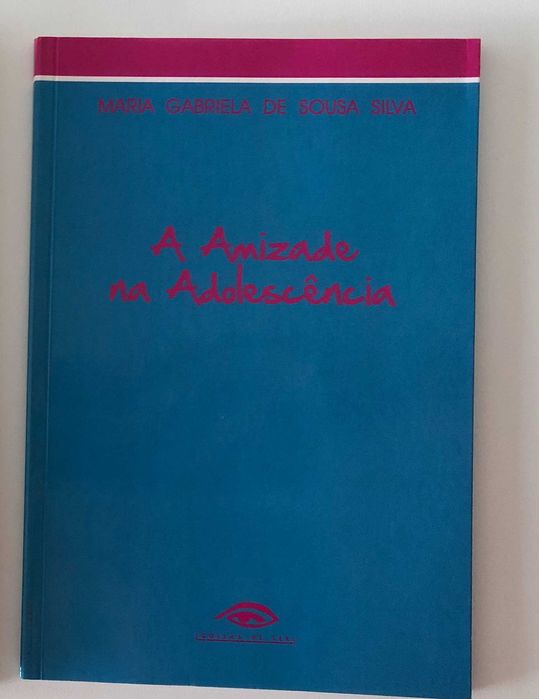 MARIA GABRIELA DE SOUSA SILVA
A Amizade
na Adolescência